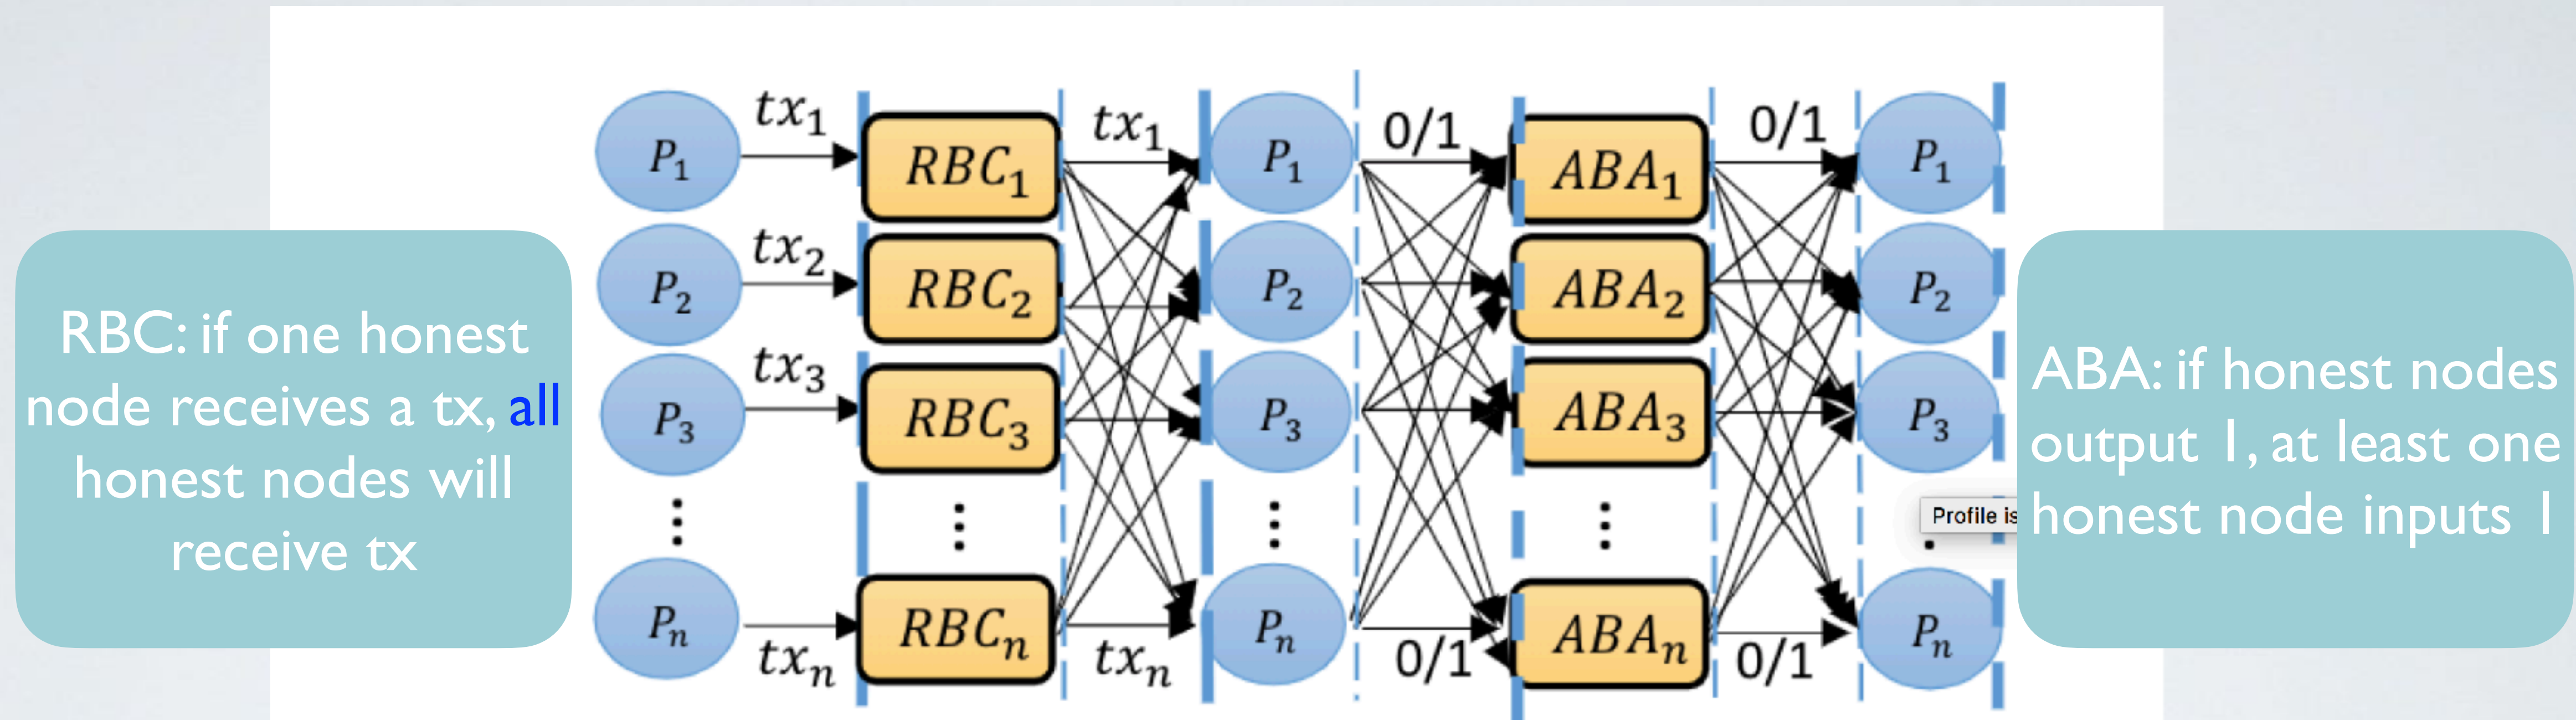 RBC: if one honest
node receives a tx, all
honest nodes will
receive tx
P₁ tx₁ RBC₁ tx₁ P₁ 0/1 ABA₁ 0/1 P₁
P₂ tx₂ RBC₂ P₂ ABA₂ P₂
P₃ tx₃ RBC₃ P₃ ABA₃ P₃
Pₙ txₙ RBCₙ txₙ Pₙ 0/1 ABAₙ 0/1 Pₙ
Profile is
ABA: if honest nodes
output 1, at least one
honest node inputs 1